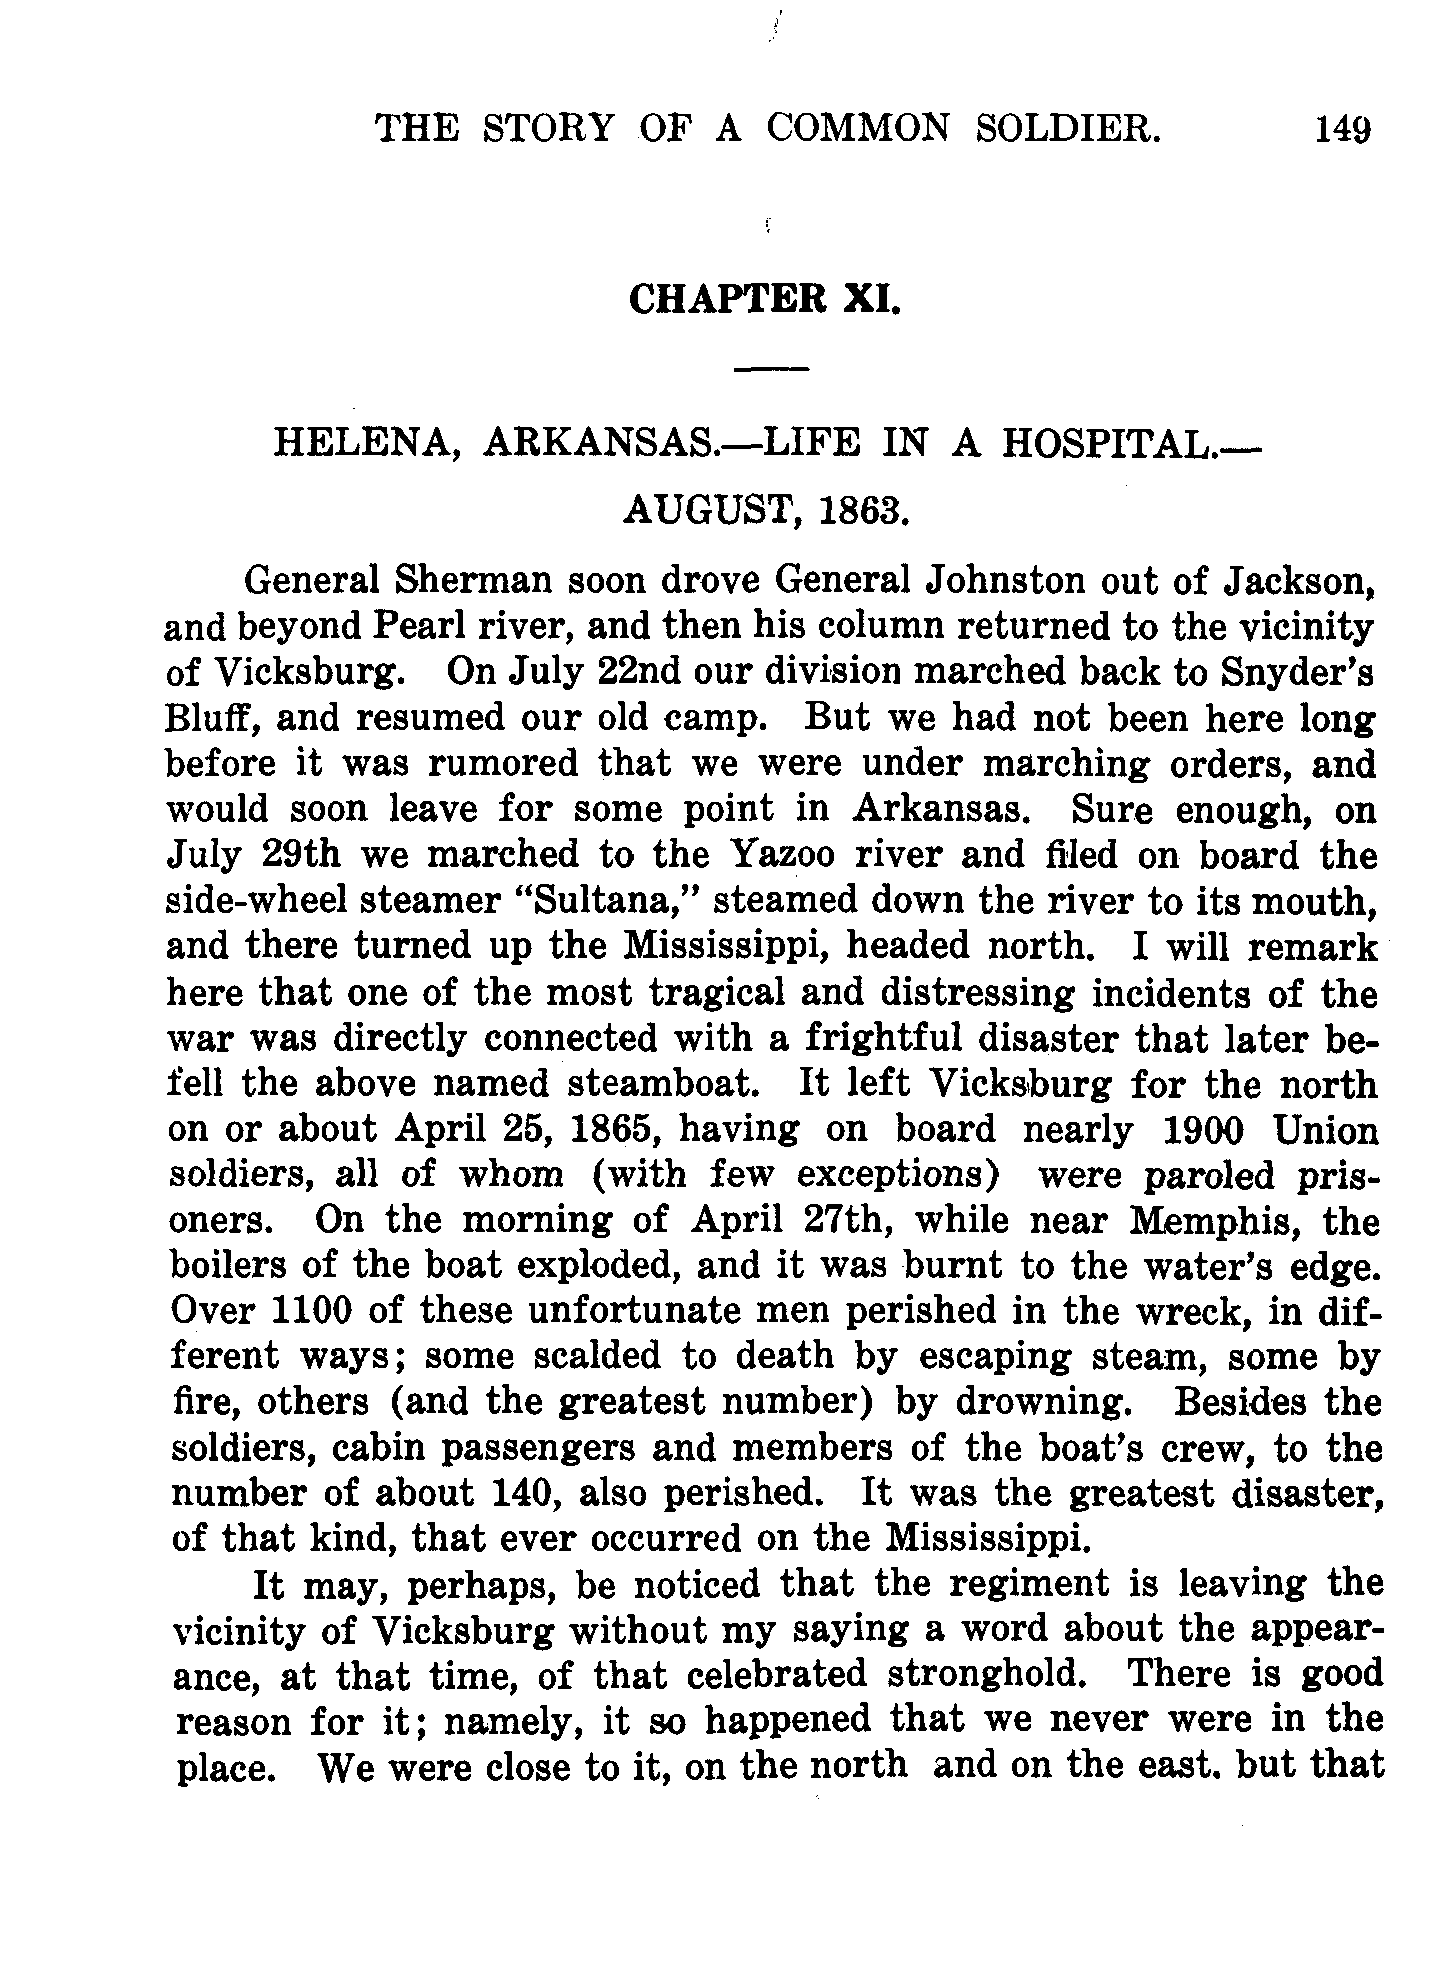 THE STORY OF A COMMON SOLDIER. 149
CHAPTER XI.
HELENA, ARKANSAS.—LIFE IN A HOSPITAL.—
AUGUST, 1863.
General Sherman soon drove General Johnston out of Jackson,
and beyond Pearl river, and then his column returned to the vicinity
of Vicksburg. On July 22nd our division marched back to Snyder's
Bluff, and resumed our old camp. But we had not been here long
before it was rumored that we were under marching orders, and
would soon leave for some point in Arkansas. Sure enough, on
July 29th we marched to the Yazoo river and filed on board the
side-wheel steamer "Sultana," steamed down the river to its mouth,
and there turned up the Mississippi, headed north. I will remark
here that one of the most tragical and distressing incidents of the
war was directly connected with a frightful disaster that later be-
fell the above named steamboat. It left Vicksburg for the north
on or about April 25, 1865, having on board nearly 1900 Union
soldiers, all of whom (with few exceptions) were paroled pris-
oners. On the morning of April 27th, while near Memphis, the
boilers of the boat exploded, and it was burnt to the water's edge.
Over 1100 of these unfortunate men perished in the wreck, in dif-
ferent ways; some scalded to death by escaping steam, some by
fire, others (and the greatest number) by drowning. Besides the
soldiers, cabin passengers and members of the boat's crew, to the
number of about 140, also perished. It was the greatest disaster,
of that kind, that ever occurred on the Mississippi.
It may, perhaps, be noticed that the regiment is leaving the
vicinity of Vicksburg without my saying a word about the appear-
ance, at that time, of that celebrated stronghold. There is good
reason for it; namely, it so happened that we never were in the
place. We were close to it, on the north and on the east. but that